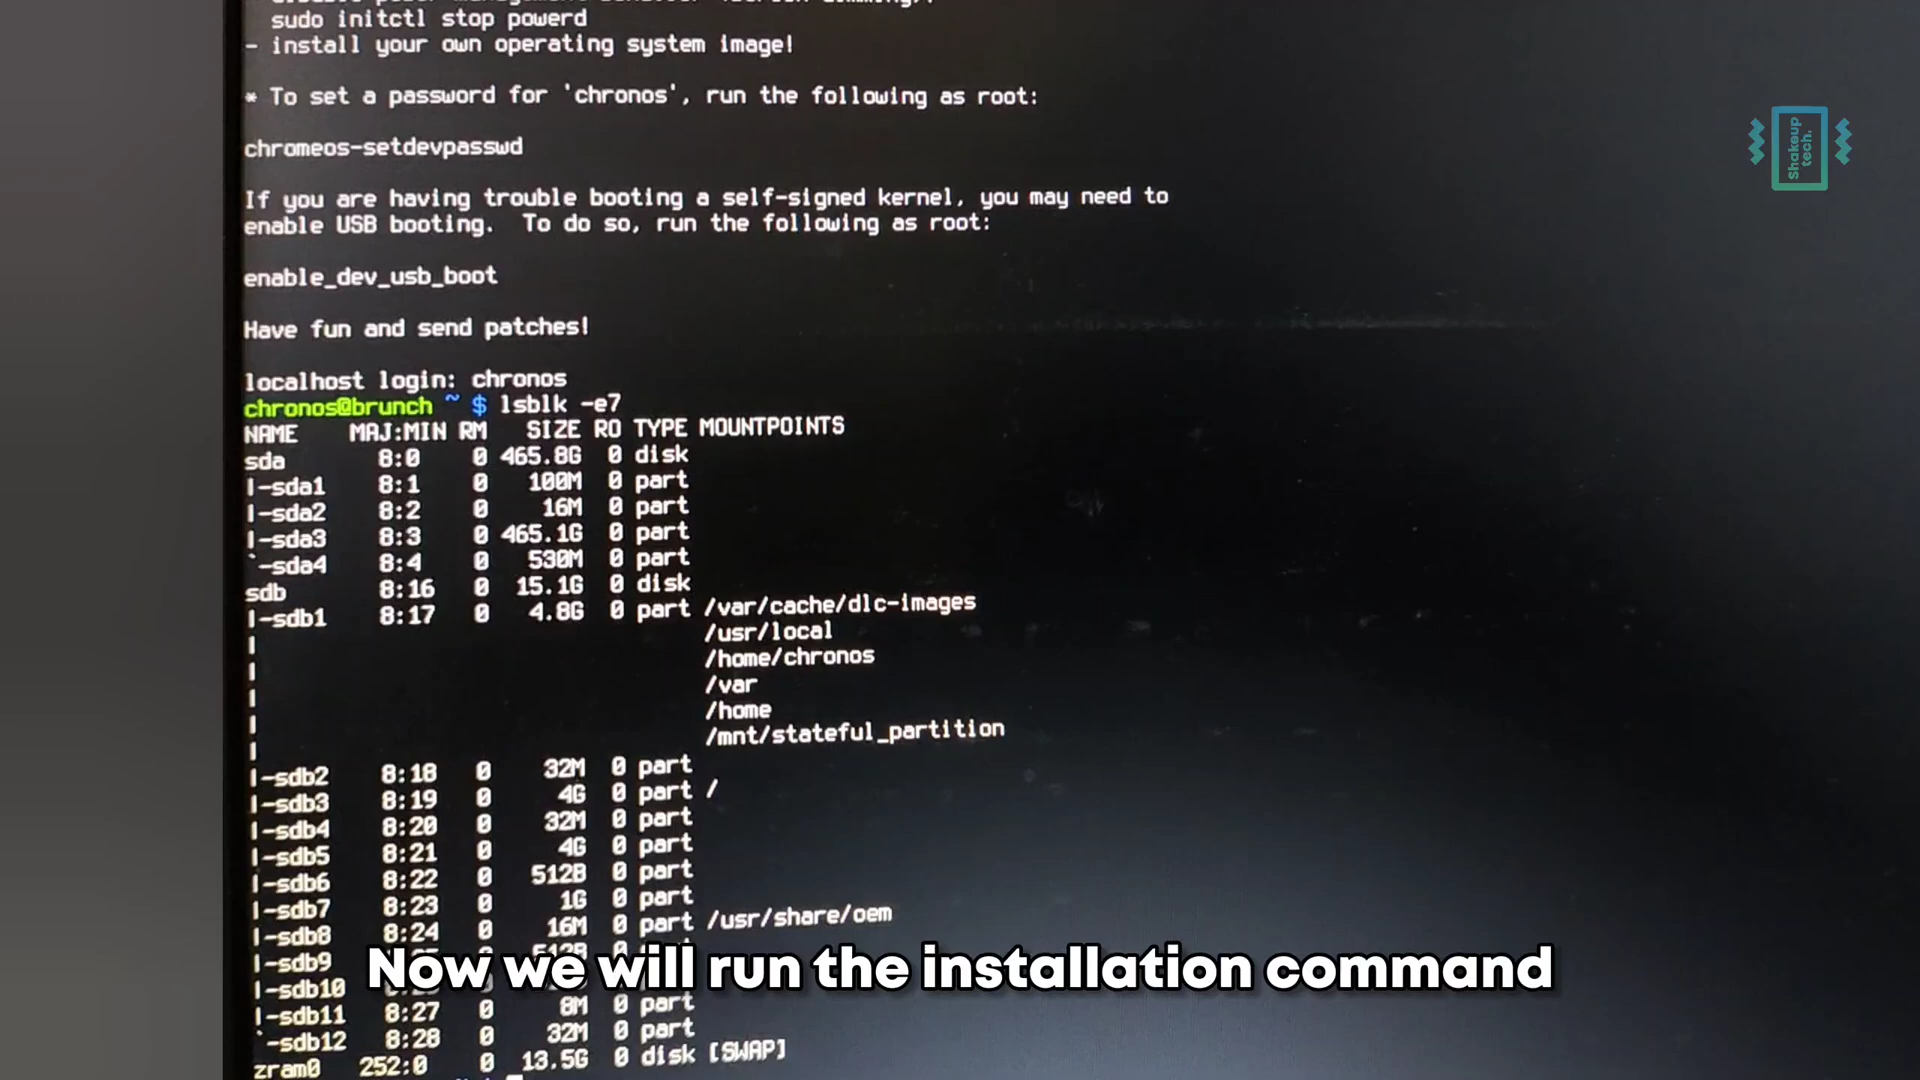 sudo initctl stop powerd
- install your own operating system image!
* To set a password for 'chronos', run the following as root:
chromeos-setdevpasswd
If you are having trouble booting a self-signed kernel, you may need to
enable USB booting.  To do so, run the following as root:
enable_dev_usb_boot
Have fun and send patches!
localhost login: chronos
chronos@brunch ~ $ lsblk -e7
NAME MAJ:MIN RM SIZE RO TYPE MOUNTPOINTS
sda 8:0 0 465.8G 0 disk
|-sda1 8:1 0 100M 0 part
|-sda2 8:2 0 16M 0 part
|-sda3 8:3 0 465.1G 0 part
`-sda4 8:4 0 530M 0 part
sdb 8:16 0 15.1G 0 disk
|-sdb1 8:17 0 4.8G 0 part /var/cache/dlc-images
| /usr/local
| /home/chronos
| /var
| /home
| /mnt/stateful_partition
|-sdb2 8:18 0 32M 0 part
|-sdb3 8:19 0 4G 0 part /
|-sdb4 8:20 0 32M 0 part
|-sdb5 8:21 0 4G 0 part
|-sdb6 8:22 0 512B 0 part
|-sdb7 8:23 0 1G 0 part
|-sdb8 8:24 0 16M 0 part /usr/share/oem
|-sdb9
|-sdb10
|-sdb11 8:27 0 8M 0 part
`-sdb12 8:28 0 32M 0 part
zram0 252:0 0 13.5G 0 disk [SWAP]
Now we will run the installation command
Shakeup
tech.